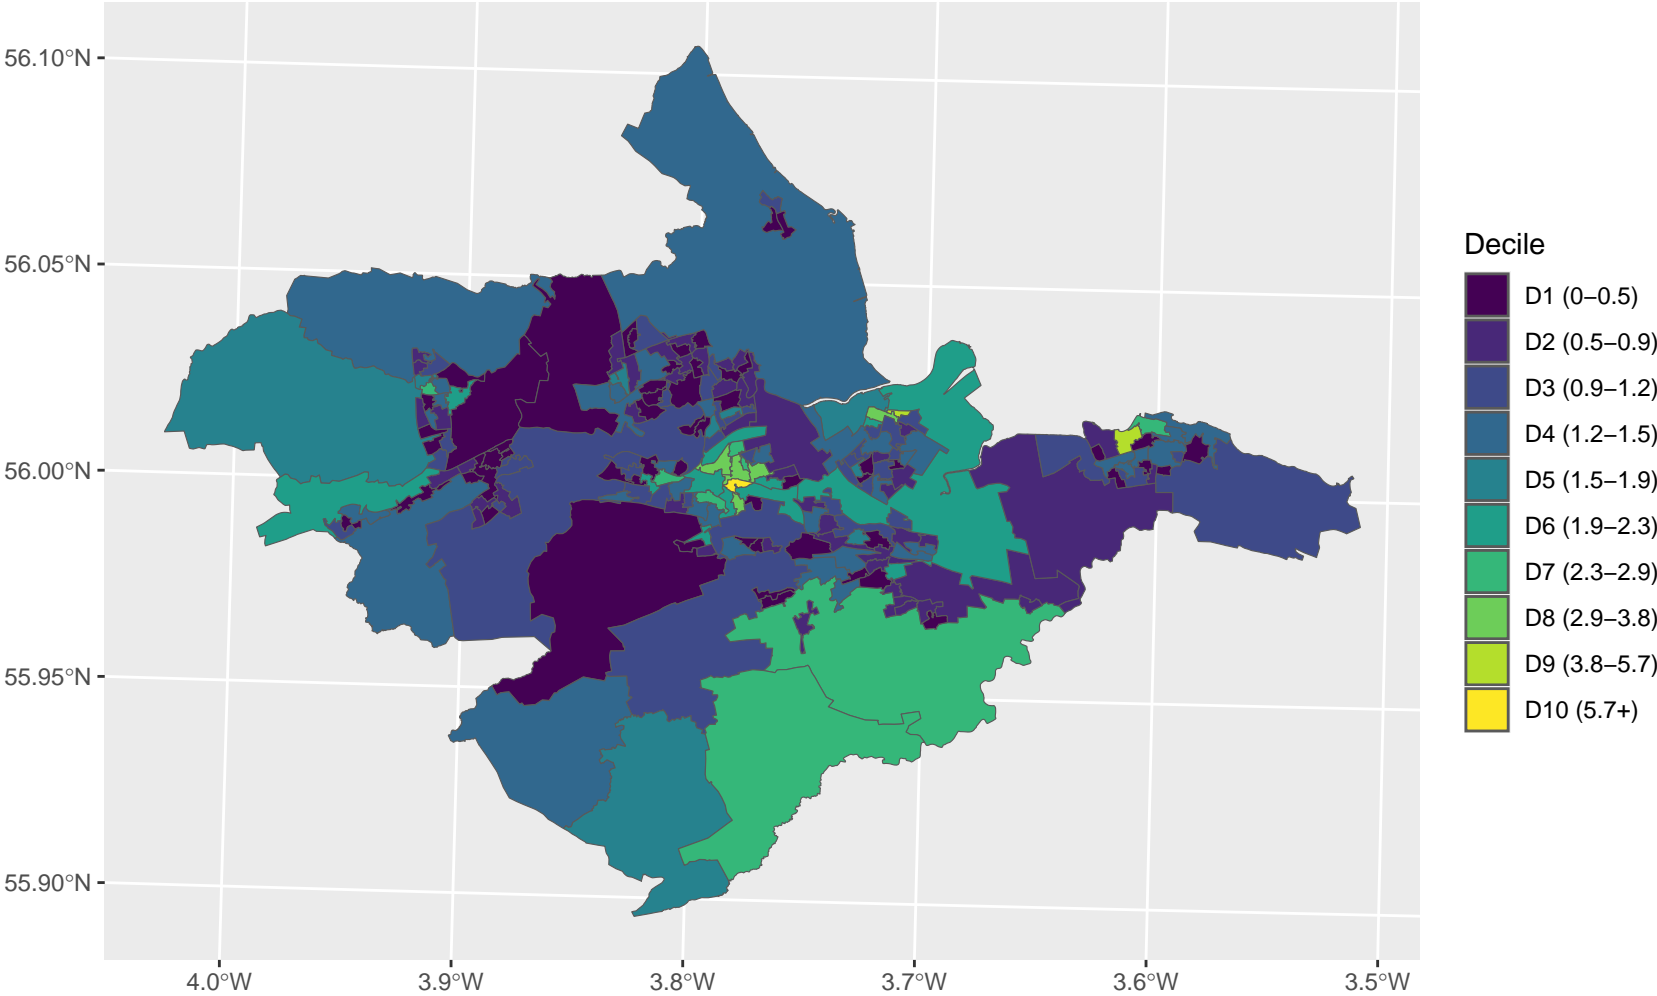 56.10°N
56.05°N
56.00°N
55.95°N
55.90°N
4.0°W
3.9°W
3.8°W
3.7°W
3.6°W
3.5°W
Decile
D1 (0–0.5)
D2 (0.5–0.9)
D3 (0.9–1.2)
D4 (1.2–1.5)
D5 (1.5–1.9)
D6 (1.9–2.3)
D7 (2.3–2.9)
D8 (2.9–3.8)
D9 (3.8–5.7)
D10 (5.7+)